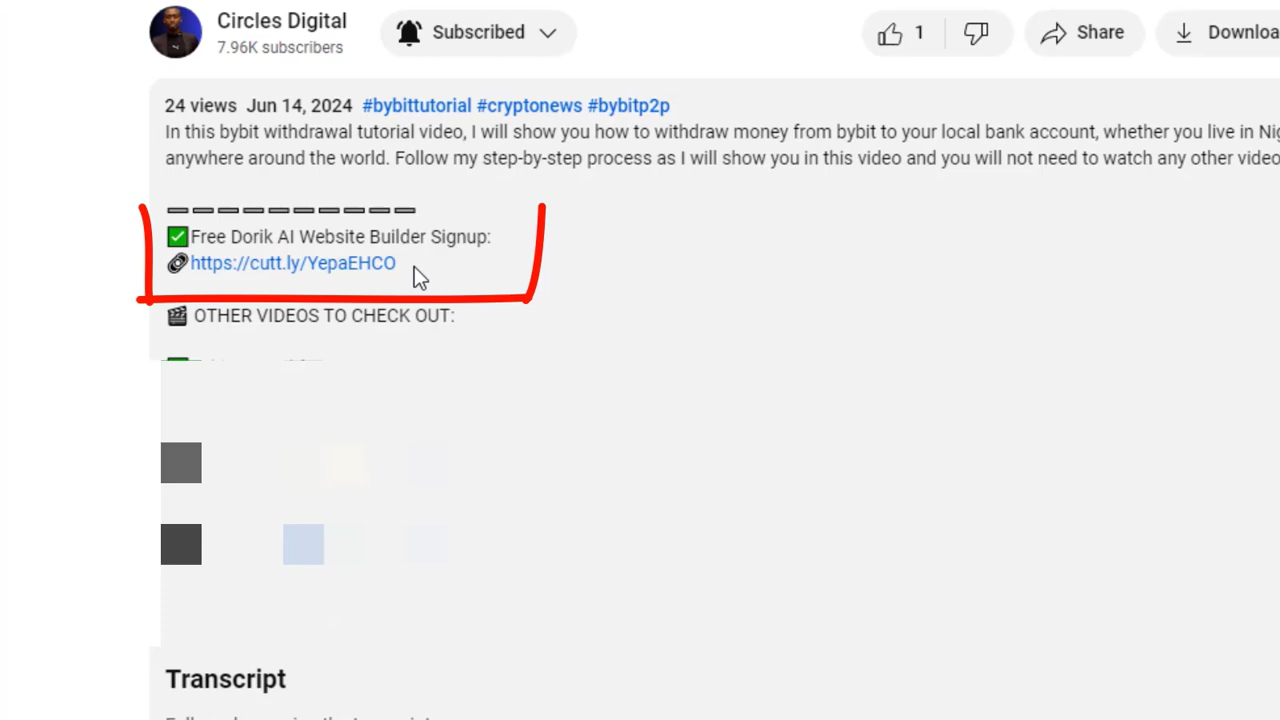 Circles Digital
7.96K subscribers
Subscribed
1
Share
Downloa
24 views Jun 14, 2024 #bybittutorial #cryptonews #bybitp2p
In this bybit withdrawal tutorial video, I will show you how to withdraw money from bybit to your local bank account, whether you live in Nig
anywhere around the world. Follow my step-by-step process as I will show you in this video and you will not need to watch any other video
Free Dorik AI Website Builder Signup:
https://cutt.ly/YepaEHCO
OTHER VIDEOS TO CHECK OUT:
Transcript